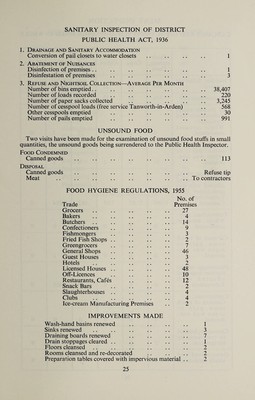 SANITARY INSPECTION OF DISTRICT
PUBLIC HEALTH ACT, 1936
1. DRAINAGE AND SANITARY ACCOMMODATION
Conversion of pail closets to water closets .. .. .. 1
2. ABATEMENT OF NUISANCES
Disinfection of premises .. .. .. .. .. 1
Disinfestation of premises .. .. .. .. .. 3
3. REFUSE AND NIGHTSOIL COLLECTION—AVERAGE PER MONTH
Number of bins emptied .. .. .. .. .. 38,407
Number of loads recorded .. .. .. .. .. 220
Number of paper sacks collected .. .. .. .. 3,245
Number of cesspool loads (free service Tanworth-in-Arden) .. 568
Other cesspools emptied .. .. .. .. .. 30
Number of pails emptied .. .. .. .. .. 991
UNSOUND FOOD
Two visits have been made for the examination of unsound food stuffs in small
quantities, the unsound goods being surrendered to the Public Health Inspector.
FOOD CONDEMNED
Canned goods .. .. .. .. .. .. .. 113
DISPOSAL
Canned goods .. .. .. .. .. Refuse tip
Meat .. .. .. .. .. To contractors
FOOD HYGIENE REGULATIONS, 1955
No. of
Trade Premises
Grocers .. .. .. .. 27
Bakers .. .. .. .. 4
Butchers .. .. .. .. 14
Confectioners .. .. .. .. 9
Fishmongers .. .. .. .. 3
Fried Fish Shops .. .. .. .. 2
Greengrocers .. .. .. .. 7
General Shops .. .. .. .. 46
Guest Houses .. .. .. .. 3
Hotels .. .. .. .. 2
Licensed Houses .. .. .. .. 48
Off-Licences .. .. .. .. 10
Restaurants, Cafés .. .. .. 12
Snack Bars .. .. .. .. 2
Slaughterhouses .. .. .. .. 4
Clubs .. .. .. .. 4
Ice-cream Manufacturing Premises .. 2
IMPROVEMENTS MADE
Wash-hand basins renewed .. .. .. 1
Sinks renewed .. .. .. .. 3
Draining boards renewed .. .. .. 7
Drain stoppages cleared .. .. .. 1
Floors cleansed .. .. .. .. 2
Rooms cleansed and re-decorated .. .. 2
Preparation tables covered with impervious material .. 2
25